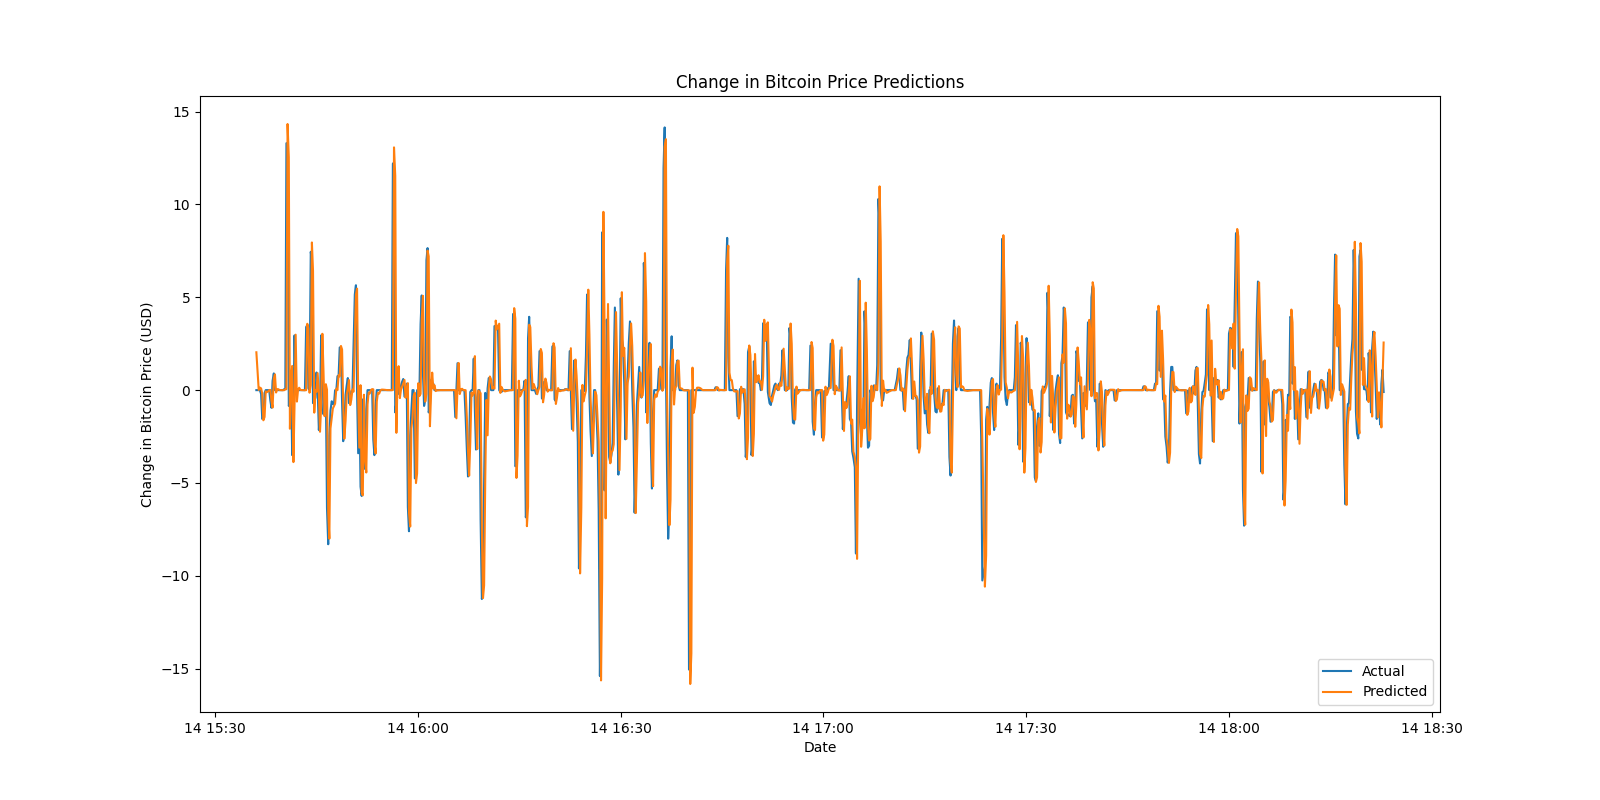 Change in Bitcoin Price Predictions
Change in Bitcoin Price (USD)
15
10
5
0
−5
−10
−15
Actual
Predicted
14 15:30
14 16:00
14 16:30
14 17:00
14 17:30
14 18:00
14 18:30
Date